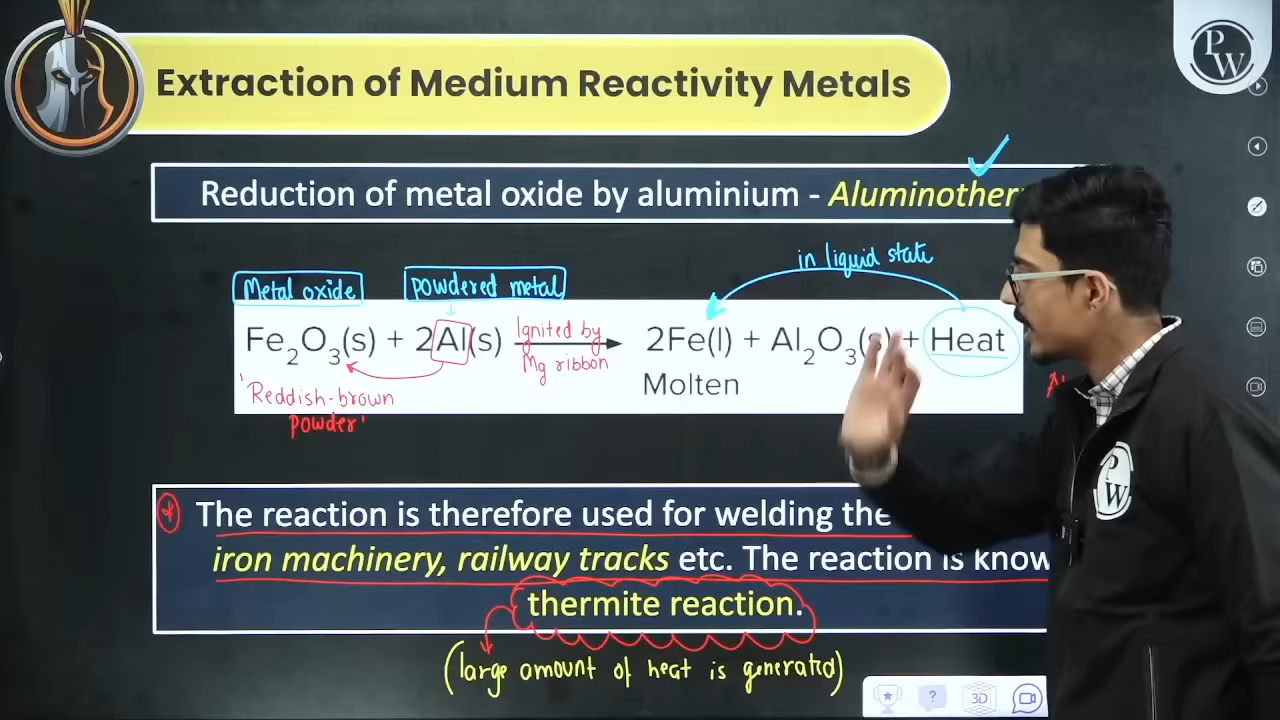 Extraction of Medium Reactivity Metals
PW
Reduction of metal oxide by aluminium - Aluminother
in liquid state
Metal oxide powdered metal
Fe₂O₃(s) + 2Al(s) Ignited by Mg ribbon 2Fe(l) + Al₂O₃(s) + Heat
Molten
'Reddish-brown
powder'
PW
The reaction is therefore used for welding the
iron machinery, railway tracks etc. The reaction is know
thermite reaction.
(large amount of heat is generated)
? 3D